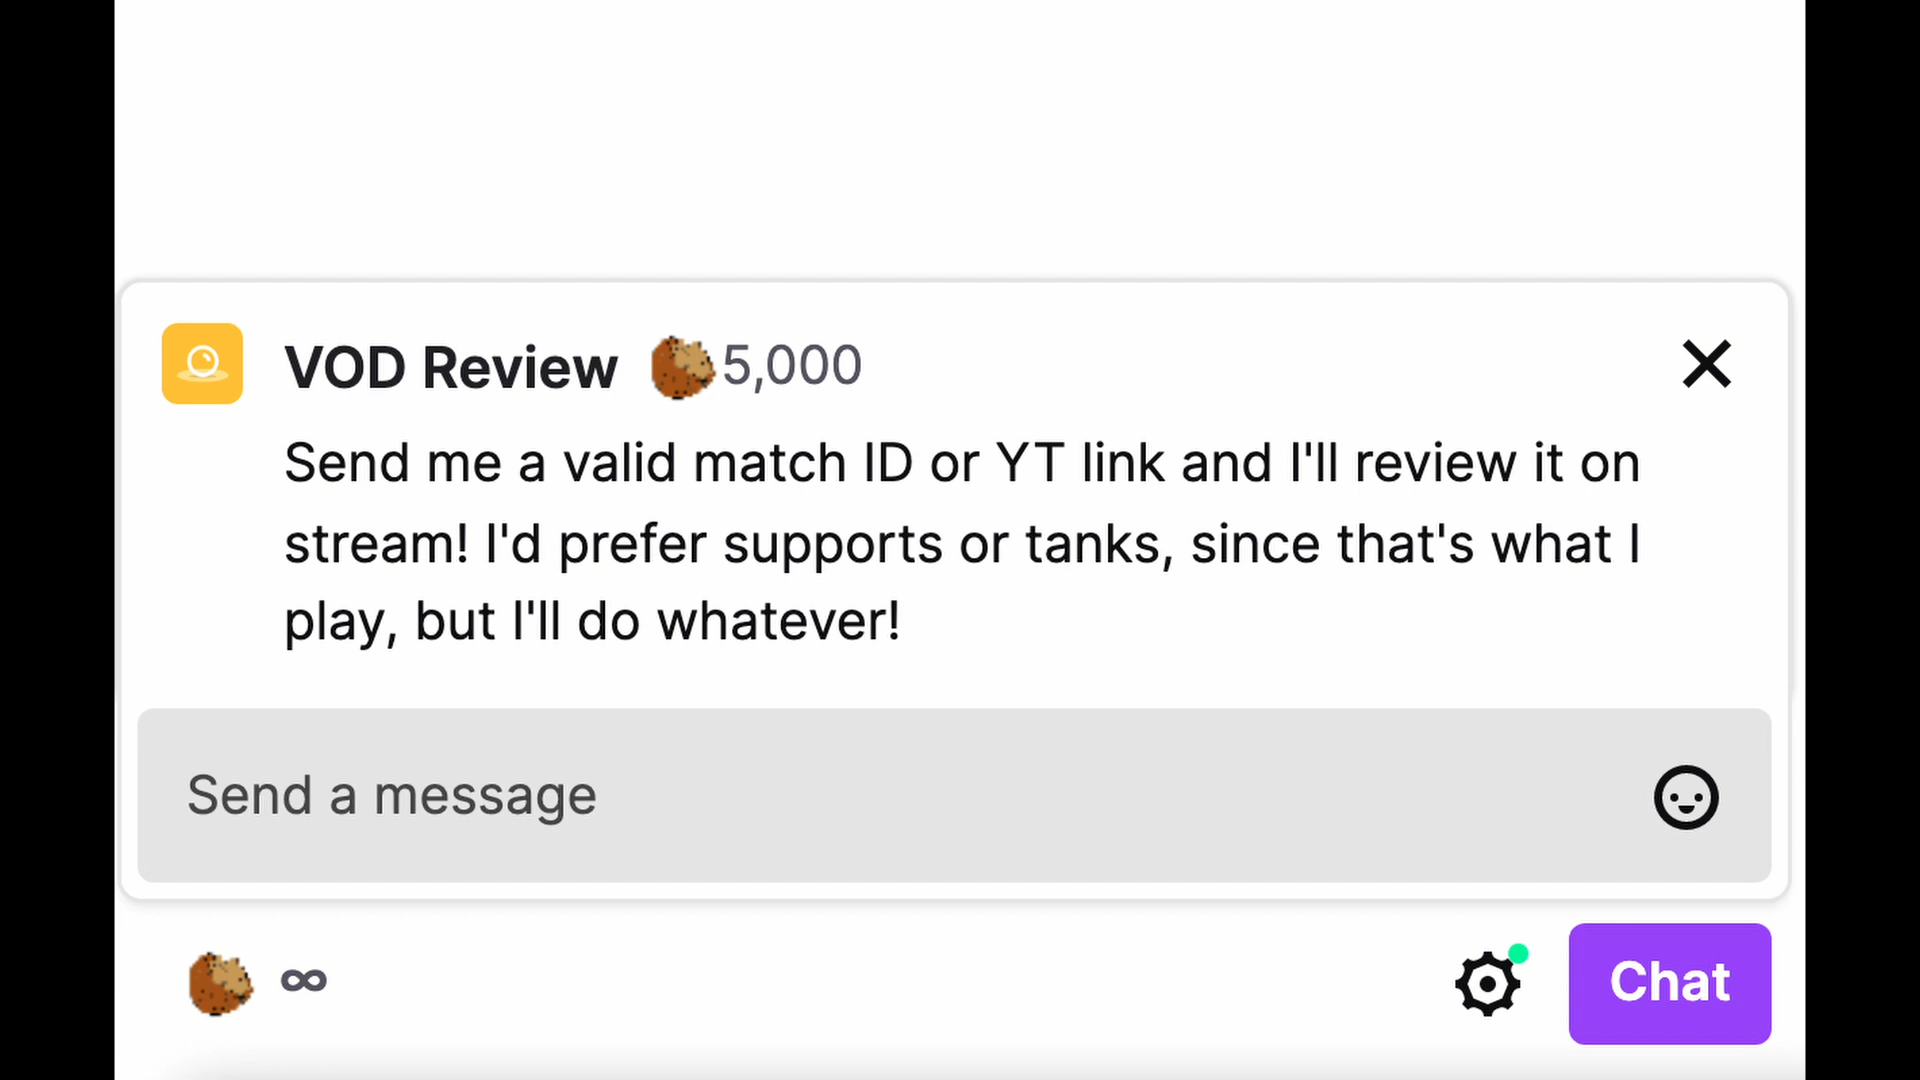 VOD Review 5,000
Send me a valid match ID or YT link and I'll review it on
stream! I'd prefer supports or tanks, since that's what I
play, but I'll do whatever!
Send a message
∞
Chat